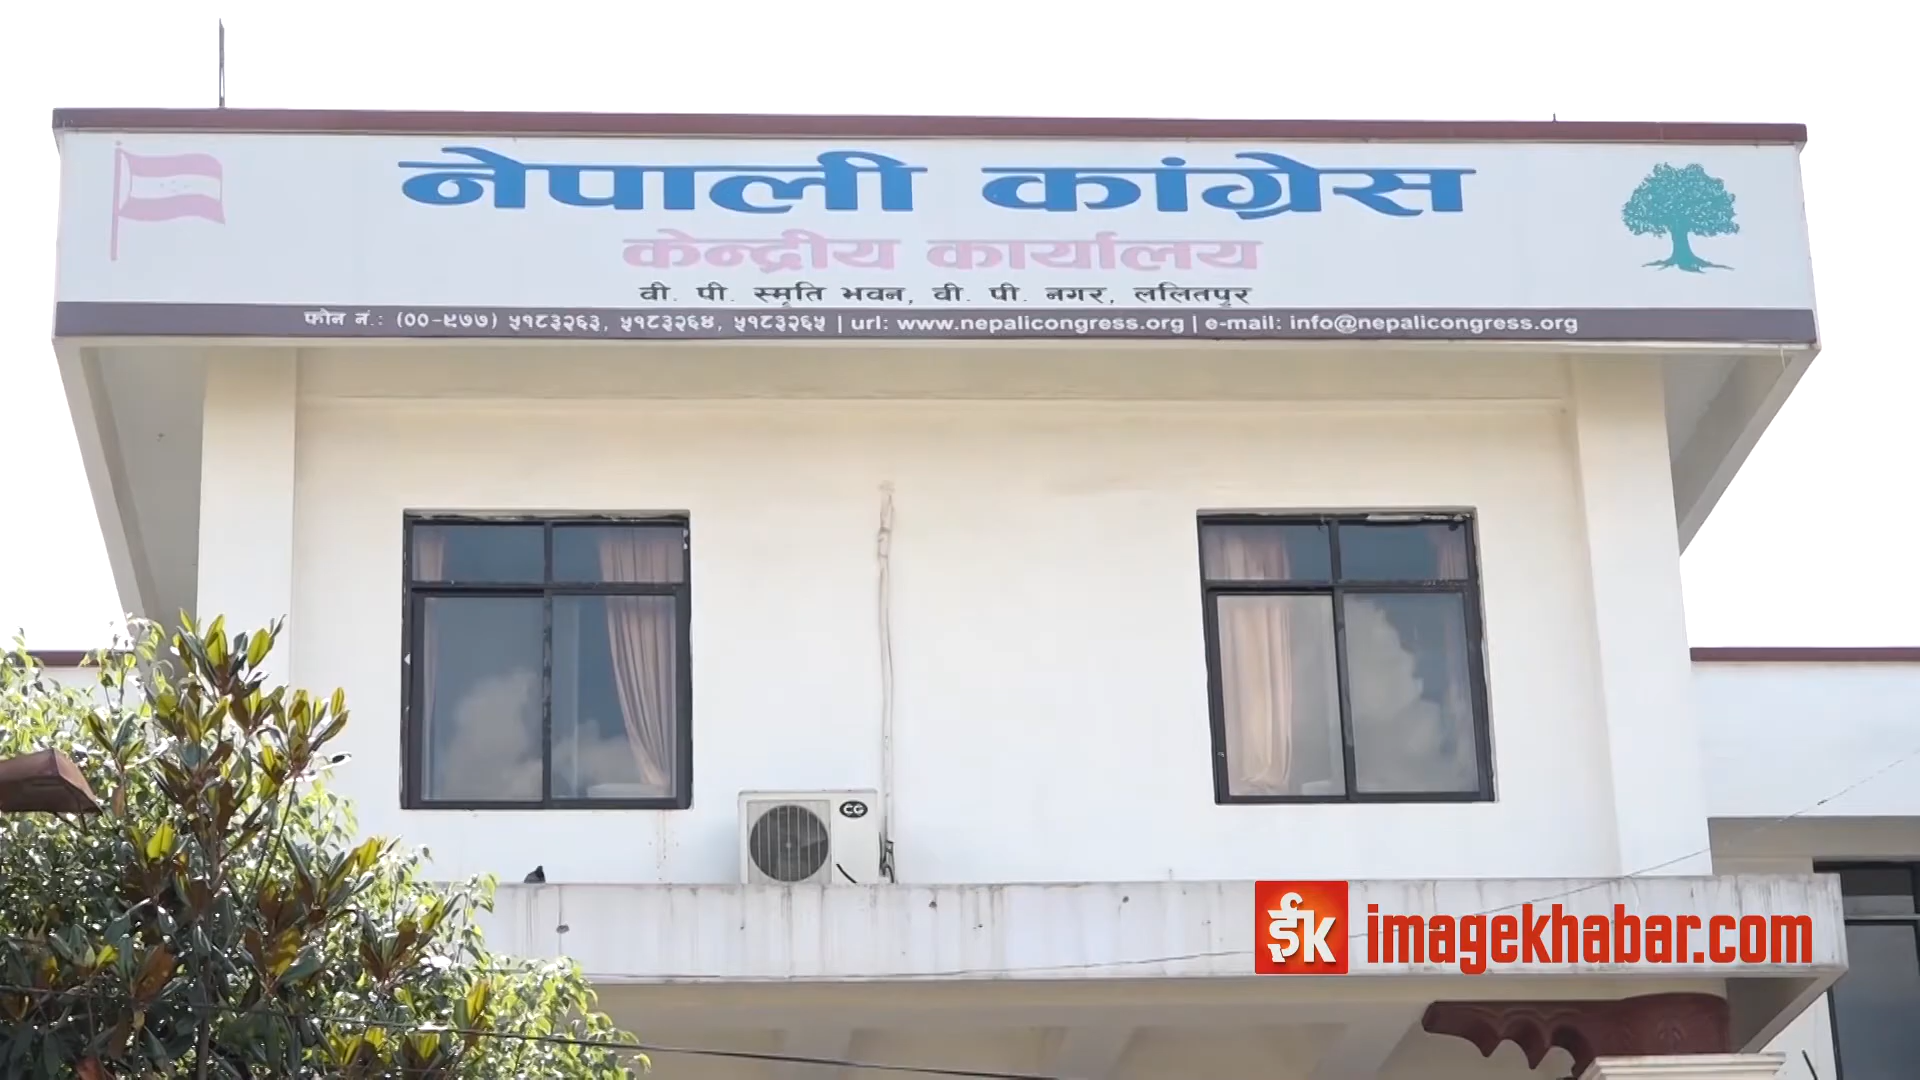 नेपाली कांग्रेस
केन्द्रीय कार्यालय
वी. पी. स्मृति भवन, वी. पी. नगर, ललितपुर
फोन नं.: (००-९७७) ५१८३२६३, ५१८३२६४, ५१८३२६५ | url: www.nepalicongress.org | e-mail: info@nepalicongress.org
CG
ईk imagekhabar.com